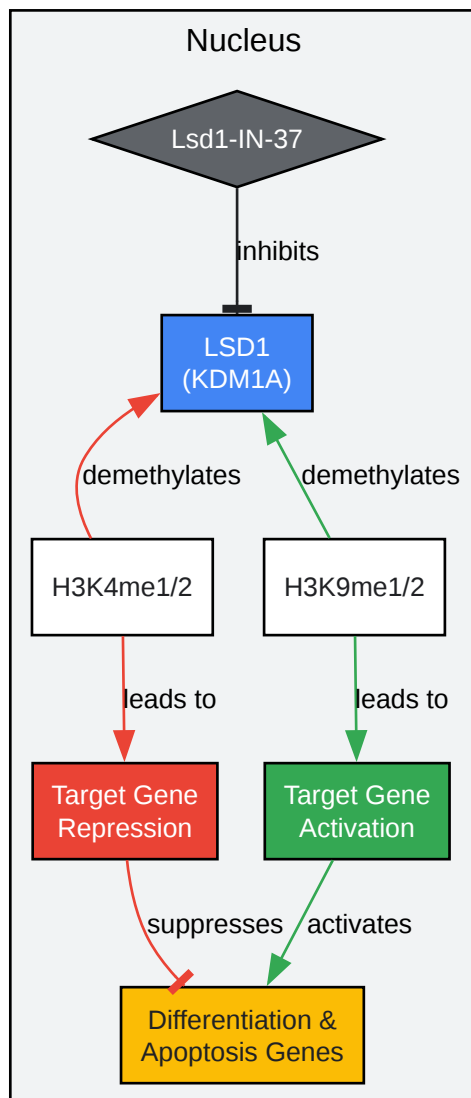 Nucleus
Lsd1-IN-37
inhibits
LSD1
(KDM1A)
demethylates
demethylates
H3K4me1/2
H3K9me1/2
leads to
leads to
Target Gene
Repression
Target Gene
Activation
suppresses
activates
Differentiation &
Apoptosis Genes